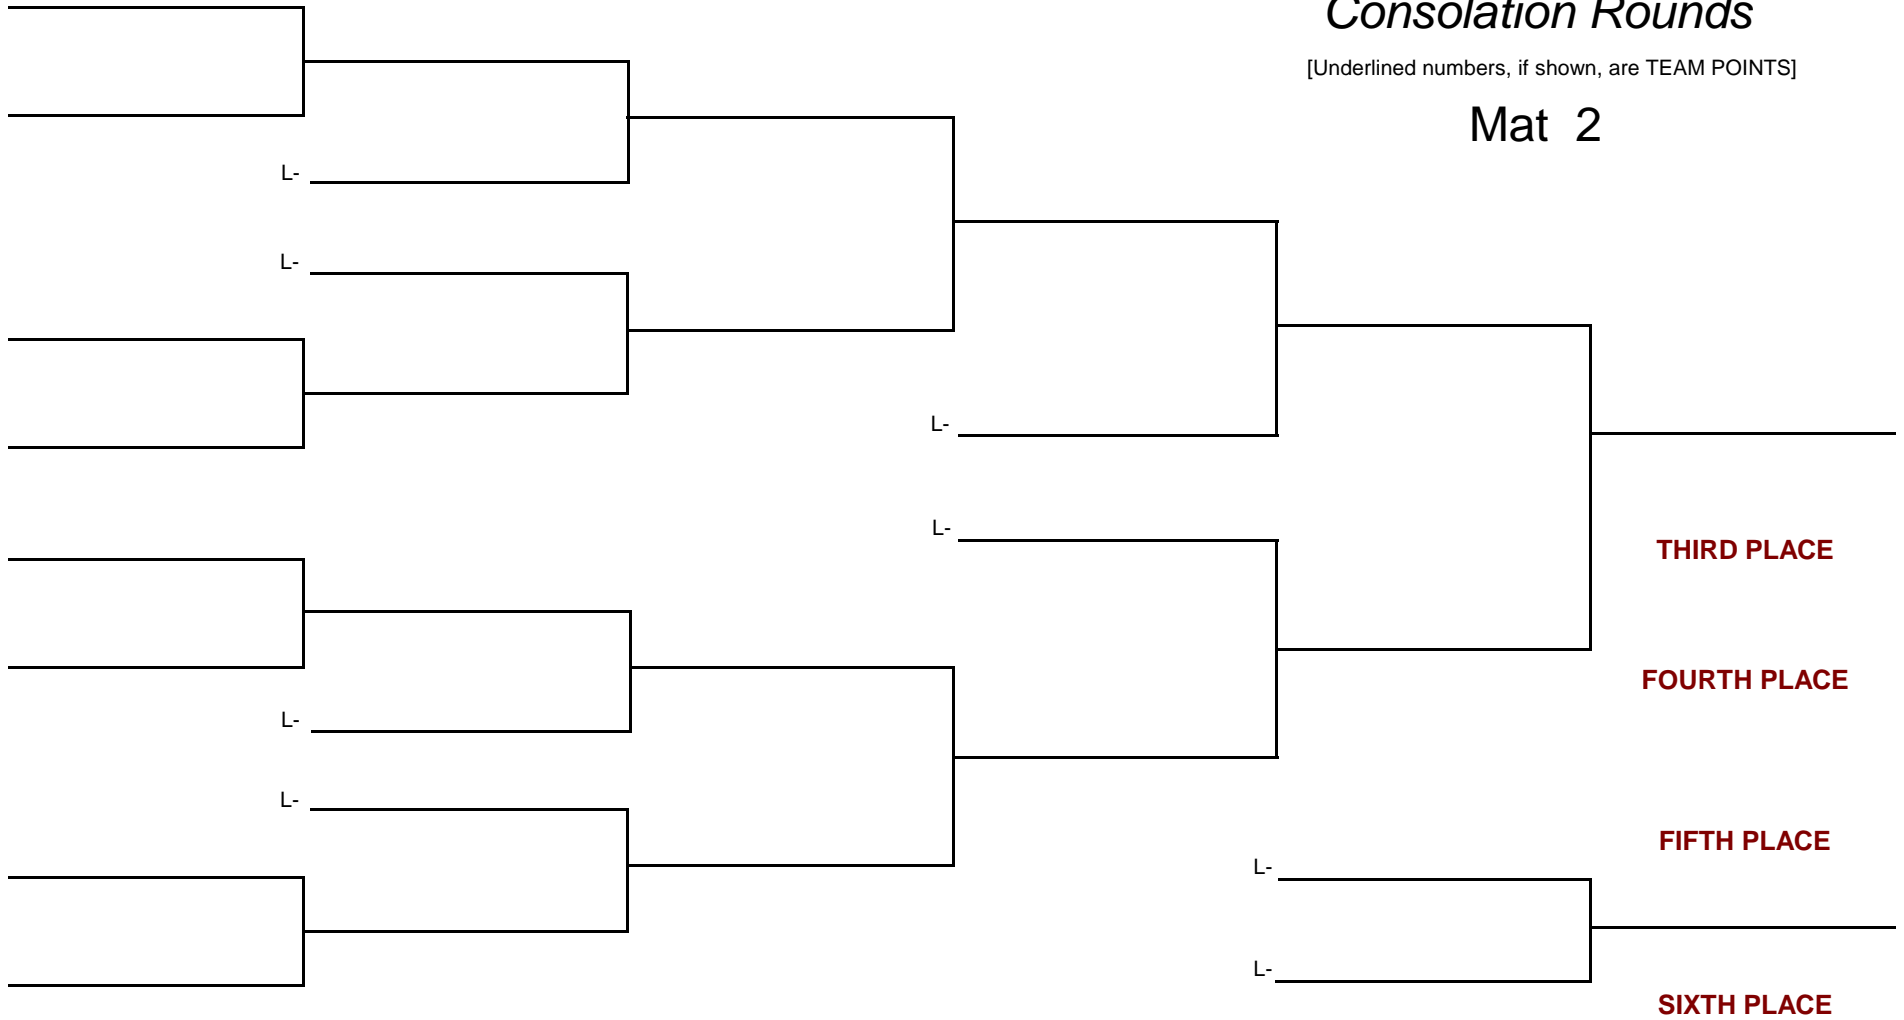 Consolation Rounds
[Underlined numbers, if shown, are TEAM POINTS]
Mat 2
L-
L-
L-
L-
THIRD PLACE
FOURTH PLACE
L-
L-
FIFTH PLACE
L-
L-
SIXTH PLACE